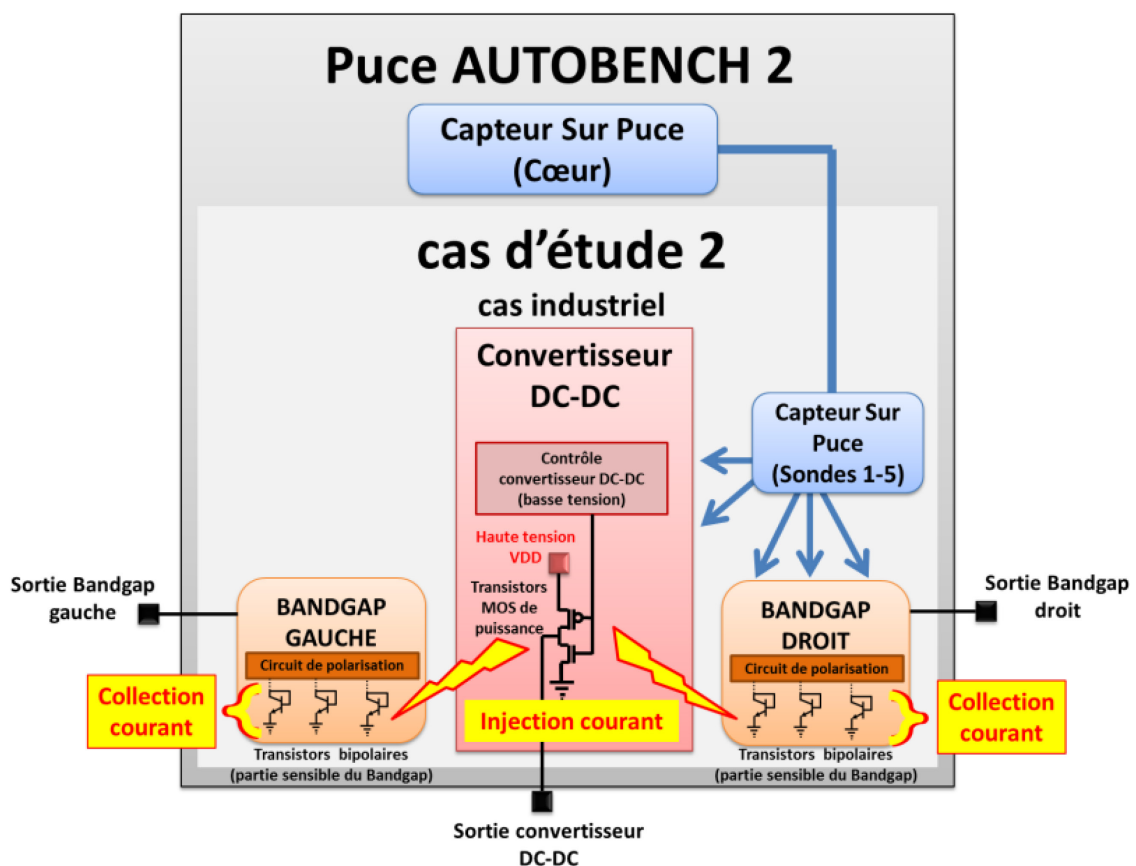 Puce AUTOBENCH 2
Capteur Sur Puce
(Cœur)
cas d’étude 2
cas industriel
Convertisseur
DC-DC
Capteur Sur
Puce
(Sondes 1-5)
Contrôle
convertisseur DC-DC
(basse tension)
Haute tension
VDD
Transistors
MOS de
puissance
Sortie Bandgap
gauche
BANDGAP
GAUCHE
Circuit de polarisation
Collection
courant
Transistors bipolaires
(partie sensible du Bandgap)
Injection courant
Sortie Bandgap
droit
BANDGAP
DROIT
Circuit de polarisation
Collection
courant
Transistors bipolaires
(partie sensible du Bandgap)
Sortie convertisseur
DC-DC